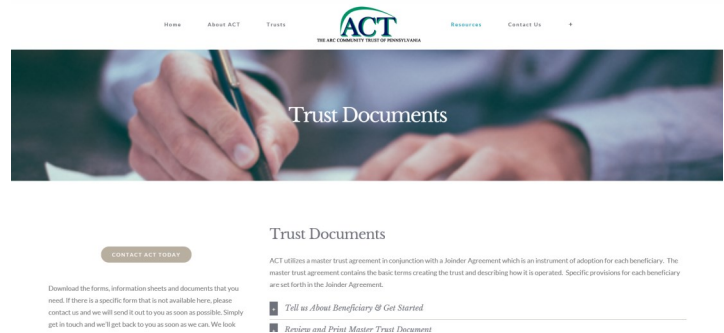 Home About ACT Trusts ACT Resources Contact Us +
THE ARC COMMUNITY TRUST OF PENNSYLVANIA
Trust Documents
Trust Documents
CONTACT ACT TODAY
Download the forms, information sheets and documents that you
need. If there is a specific form that is not available here, please
contact us and we will send it out to you as soon as possible. Simply
get in touch and we'll get back to you as soon as we can. We look
ACT utilizes a master trust agreement in conjunction with a Joinder Agreement which is an instrument of adoption for each beneficiary. The
master trust agreement contains the basic terms creating the trust and describing how it is operated. Specific provisions for each beneficiary
are set forth in the Joinder Agreement.
+ Tell us About Beneficiary & Get Started
+ Review and Print Master Trust Document